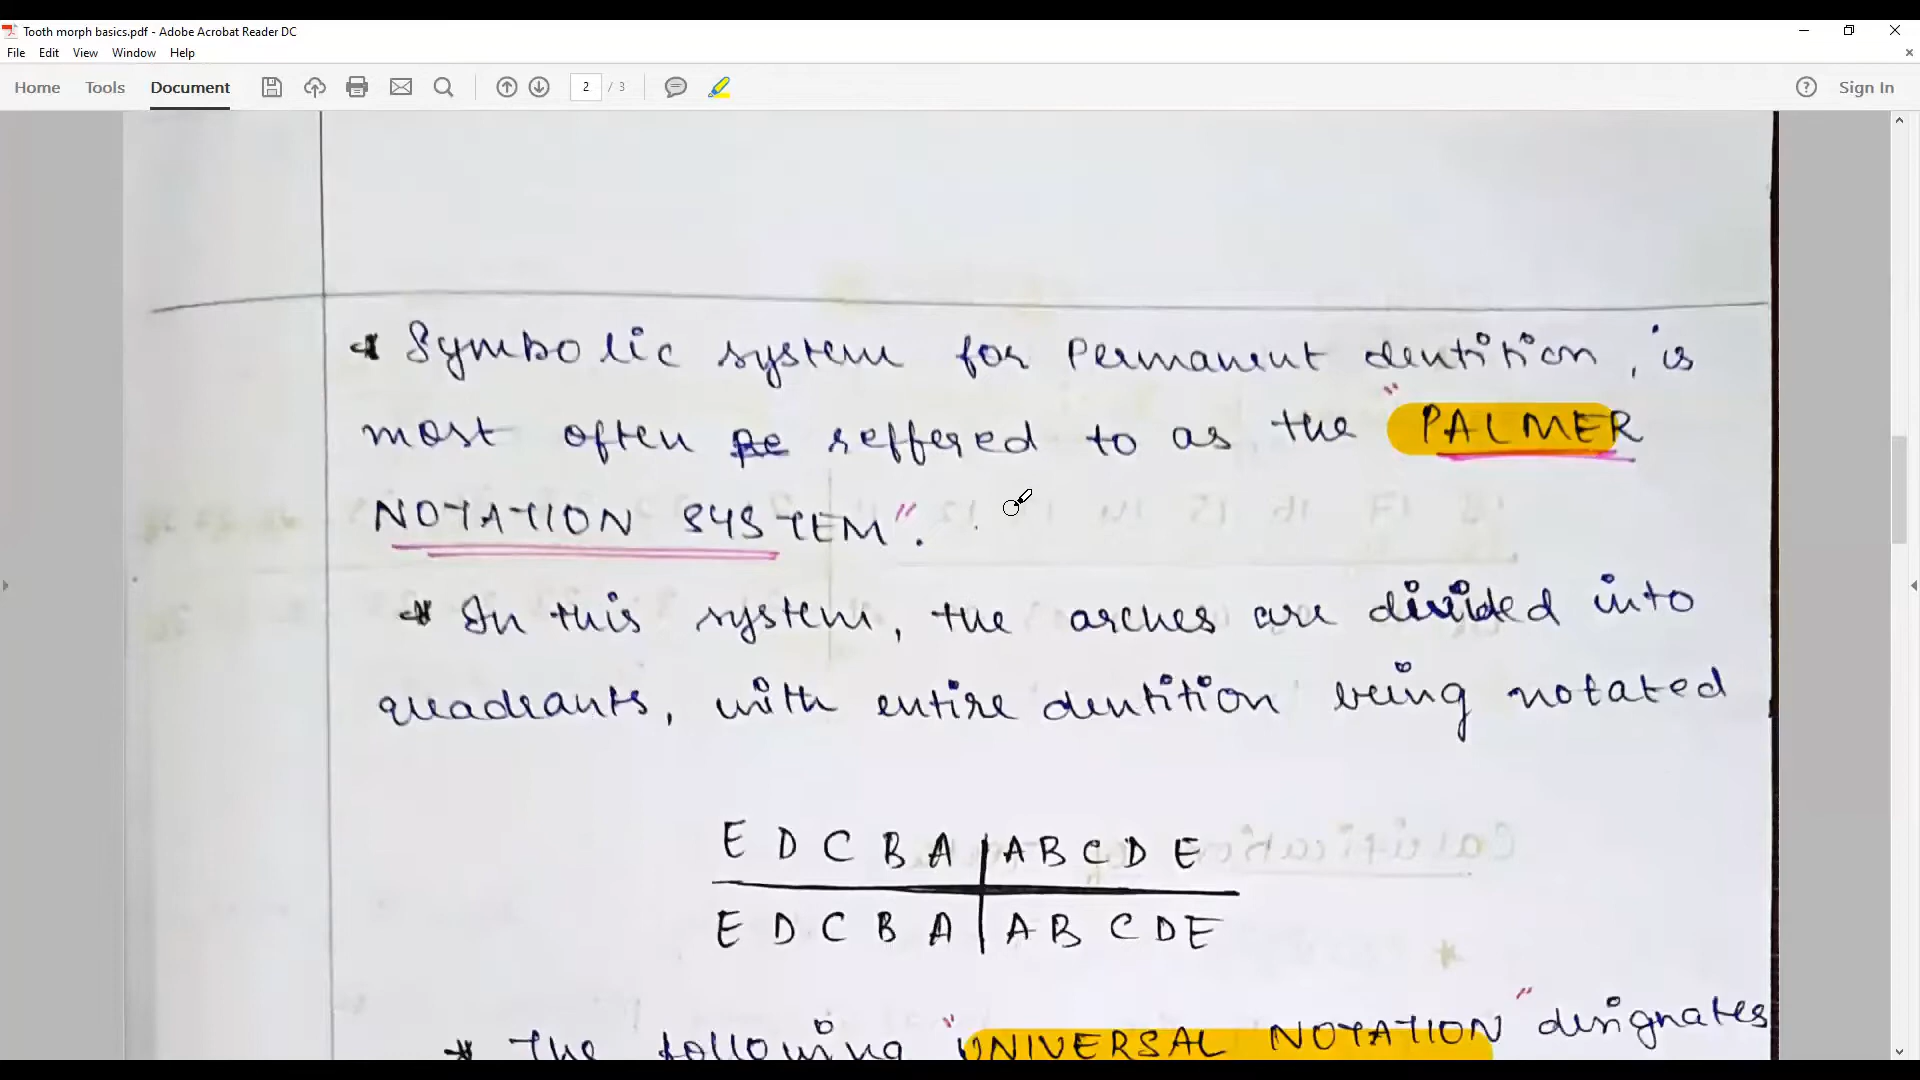 Tooth morph basics.pdf - Adobe Acrobat Reader DC
File Edit View Window Help
Home Tools Document 2 / 3 Sign In
* Symbolic system for Permanent dentition, is
most often Re reffered to as the "PALMER
NOTATION SYSTEM".
* In this system, the arches are divided into
quadrants, with entire dentition being notated
E D C B A | A B C D E
E D C B A | A B C D E
* The following "UNIVERSAL NOTATION" designates